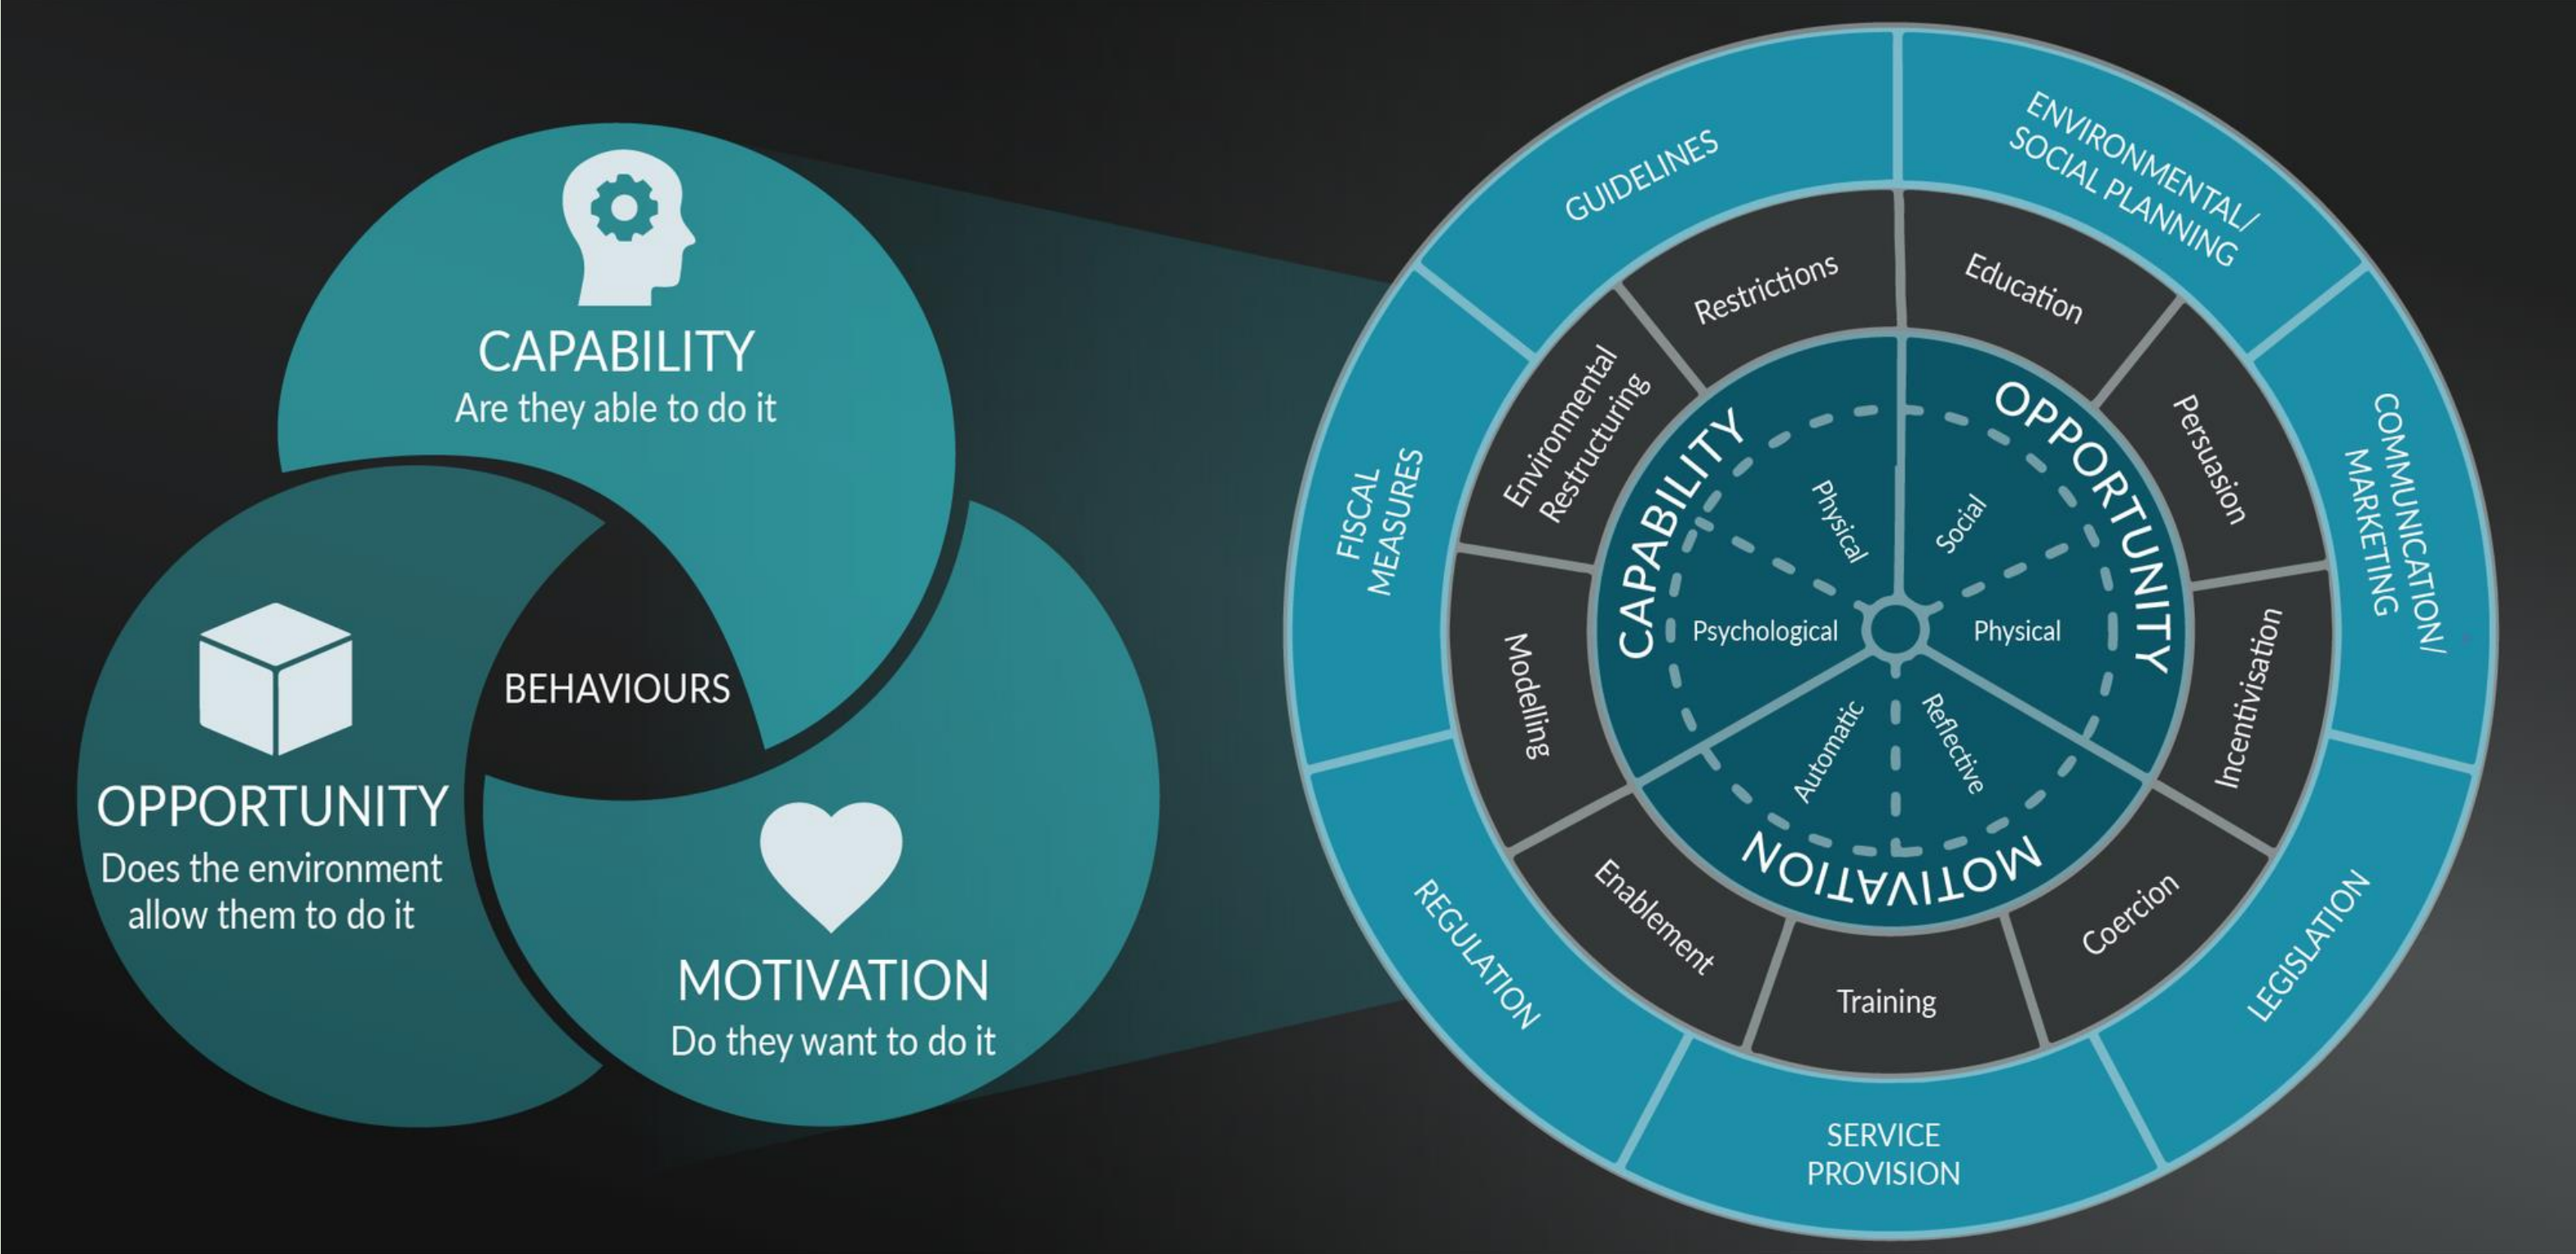 CAPABILITY
Are they able to do it
BEHAVIOURS
OPPORTUNITY
Does the environment
allow them to do it
MOTIVATION
Do they want to do it
GUIDELINES
ENVIRONMENTAL/
SOCIAL PLANNING
COMMUNICATION/
MARKETING
LEGISLATION
SERVICE
PROVISION
REGULATION
FISCAL
MEASURES
Restrictions
Education
Persuasion
Incentivisation
Coercion
Training
Enablement
Modelling
Environmental
Restructuring
CAPABILITY
OPPORTUNITY
MOTIVATION
Physical
Social
Physical
Reflective
Automatic
Psychological